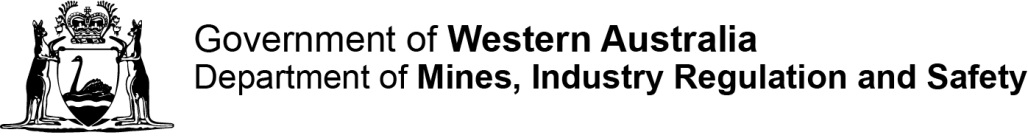 Government of Western Australia
Department of Mines, Industry Regulation and Safety